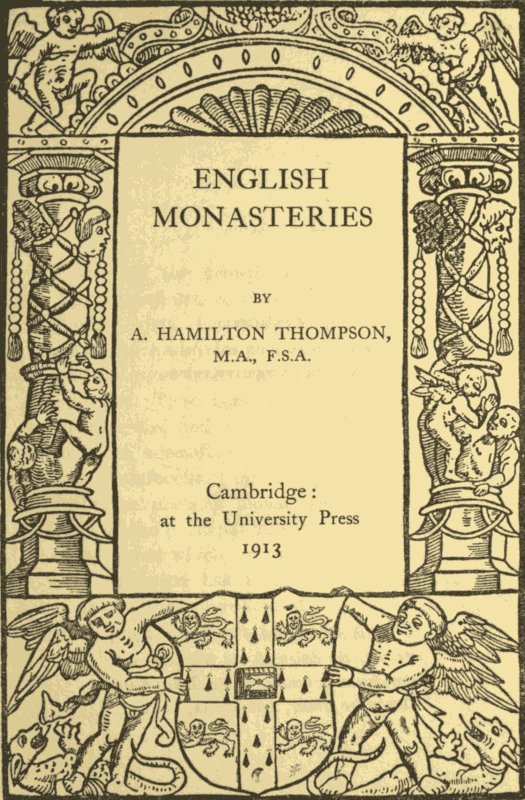 ENGLISH
MONASTERIES
BY
A. HAMILTON THOMPSON,
M.A., F.S.A.
Cambridge:
at the University Press
1913